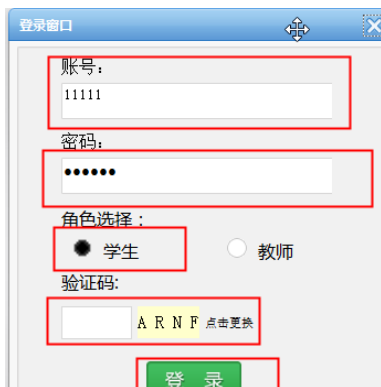 登录窗口
账号：
11111
密码：
••••••
角色选择：
学生 教师
验证码:
A R N F 点击更换
登 录